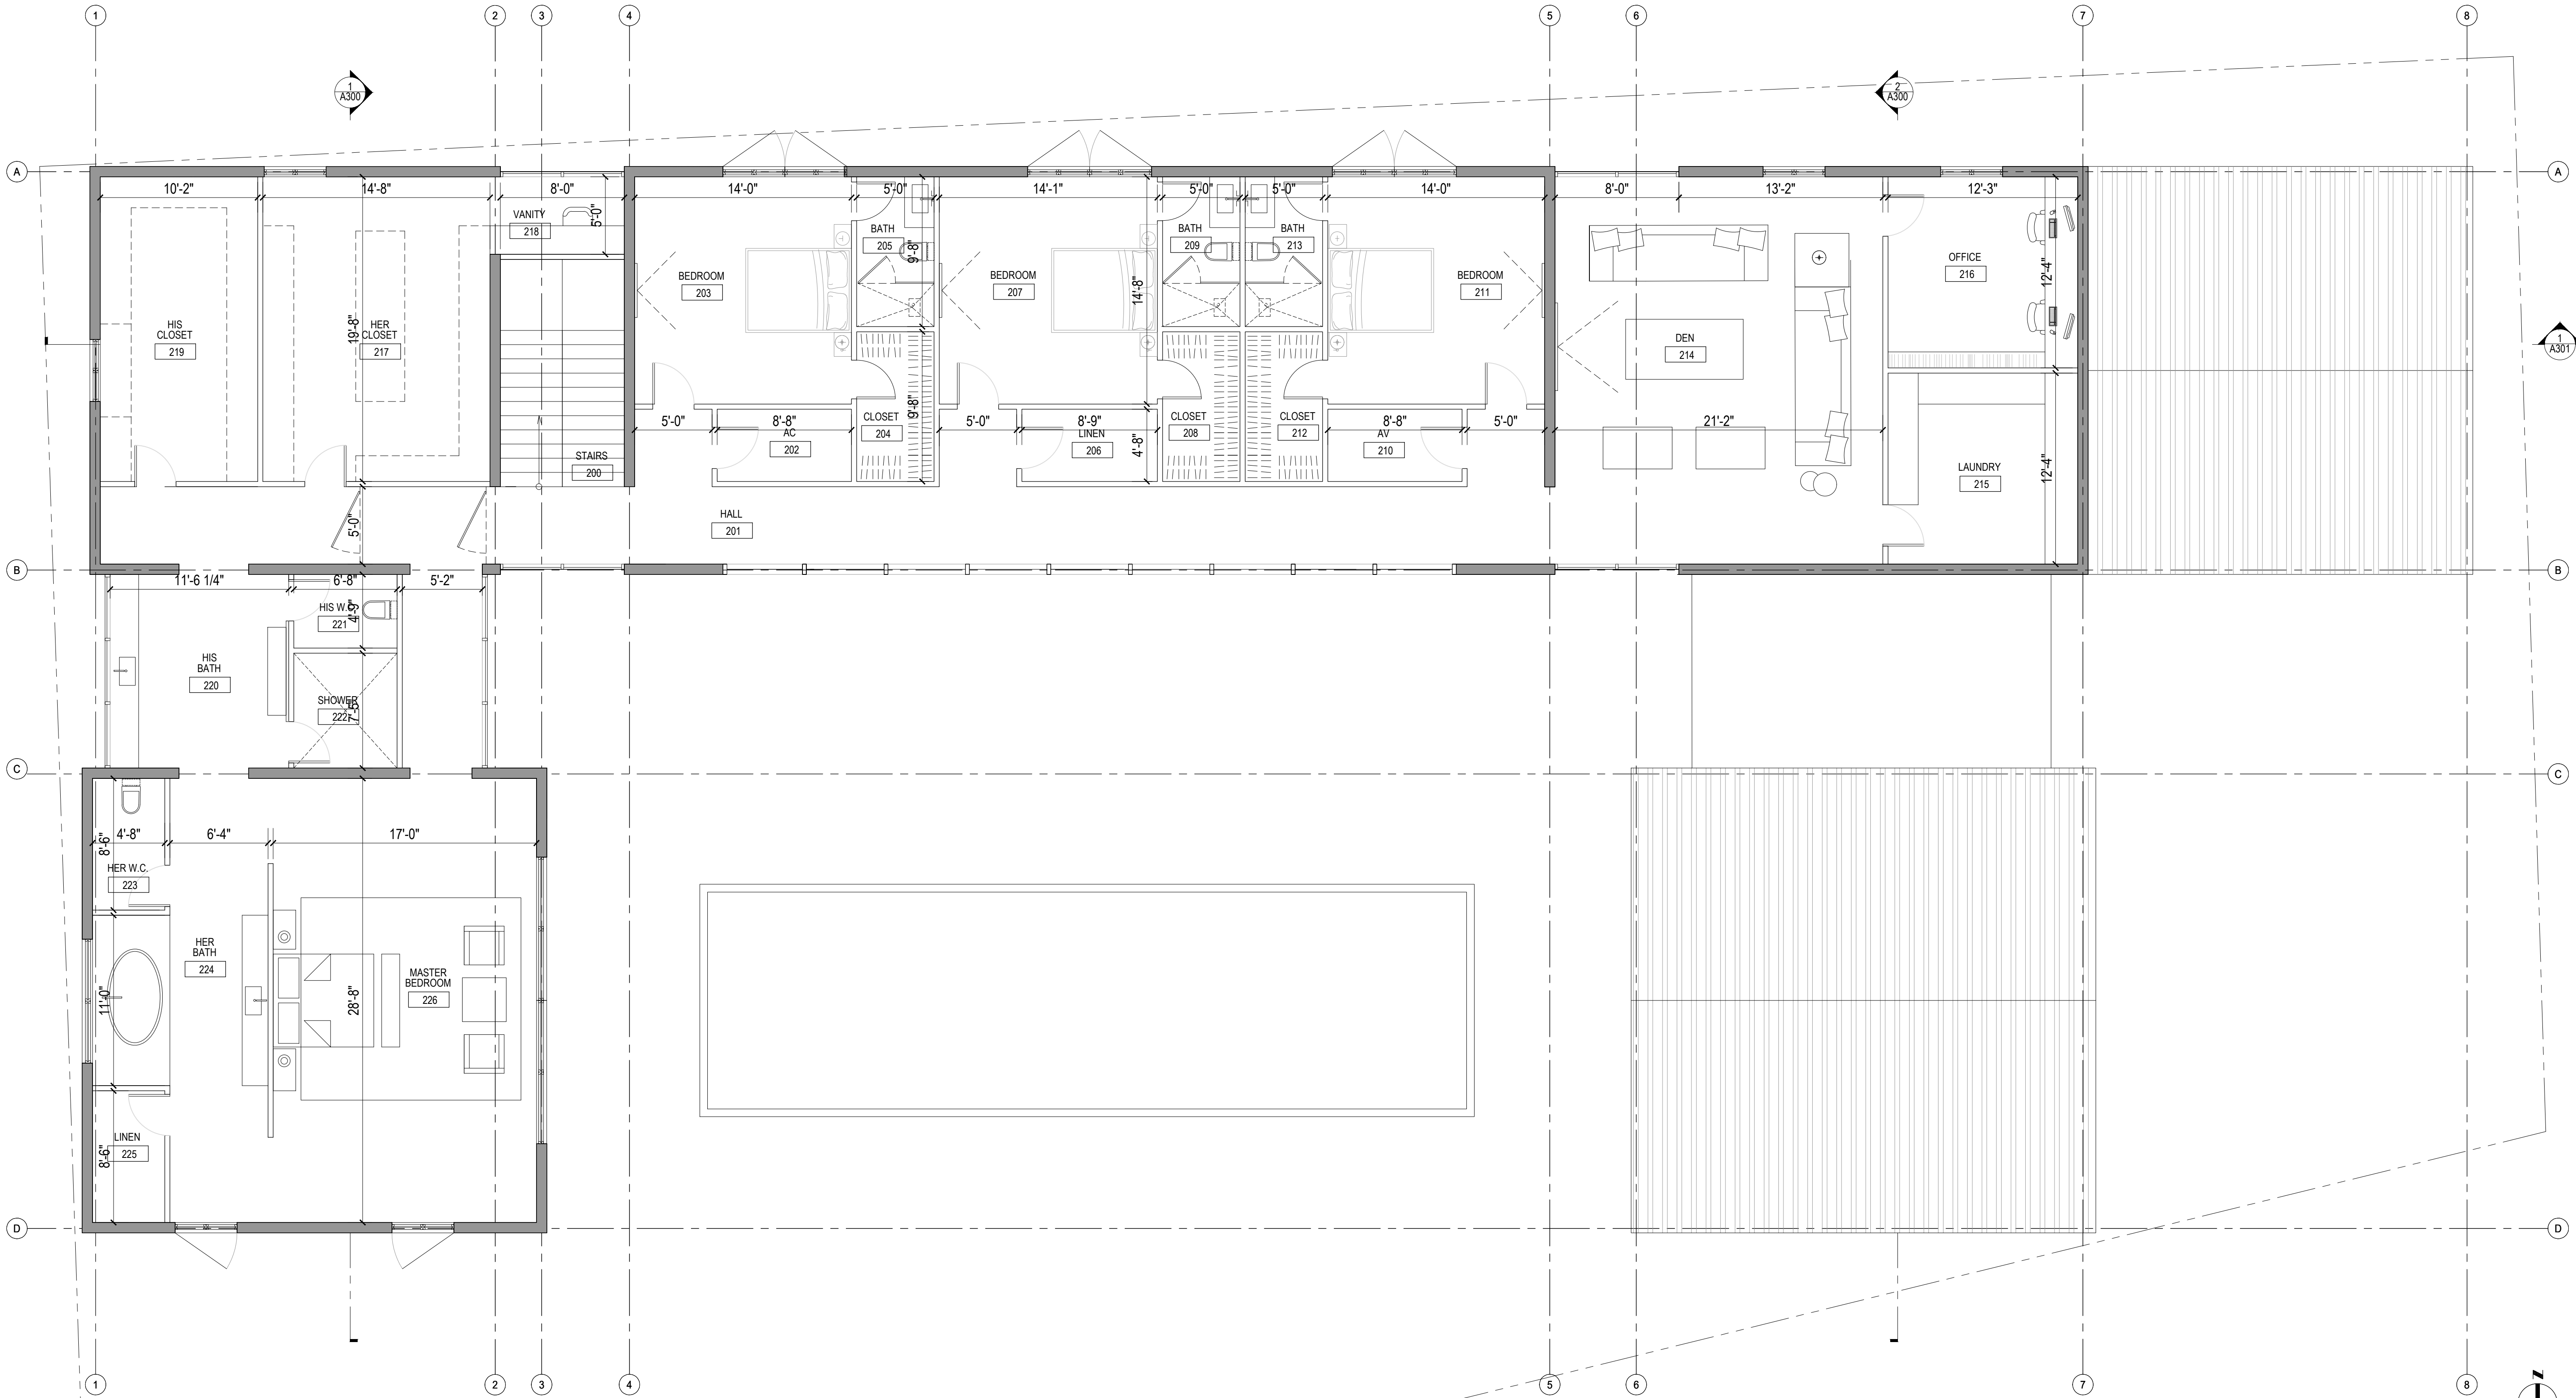 1 2 3 4 5 6 7 8
1
A300
2
A300
A A
10'-2" 14'-8" 8'-0" 14'-0" 5'-0" 14'-1" 5'-0" 5'-0" 14'-0" 8'-0" 13'-2" 12'-3"
VANITY
218
5'-0"
BATH
205
9'-8"
BATH
209
BATH
213
OFFICE
216
12'-4"
BEDROOM
203
BEDROOM
207
14'-8"
BEDROOM
211
HIS
CLOSET
219
HER
CLOSET
217
19'-8"
DEN
214
1
A301
5'-0" 8'-8" 5'-0" 8'-9" 8'-8" 5'-0" 21'-2"
AC
202
CLOSET
204
9'-8"
LINEN
206
4'-8"
CLOSET
208
CLOSET
212
AV
210
STAIRS
200
LAUNDRY
215
12'-4"
HALL
201
5'-0"
B B
11'-6 1/4" 6'-8" 5'-2"
HIS W.C.
221
4'-9"
HIS
BATH
220
SHOWER
222
7'-5"
C C
4'-8" 6'-4" 17'-0"
8'-6"
HER W.C.
223
HER
BATH
224
11'-0"
MASTER
BEDROOM
226
28'-8"
LINEN
225
8'-6"
D D
N
1 2 3 4 5 6 7 8